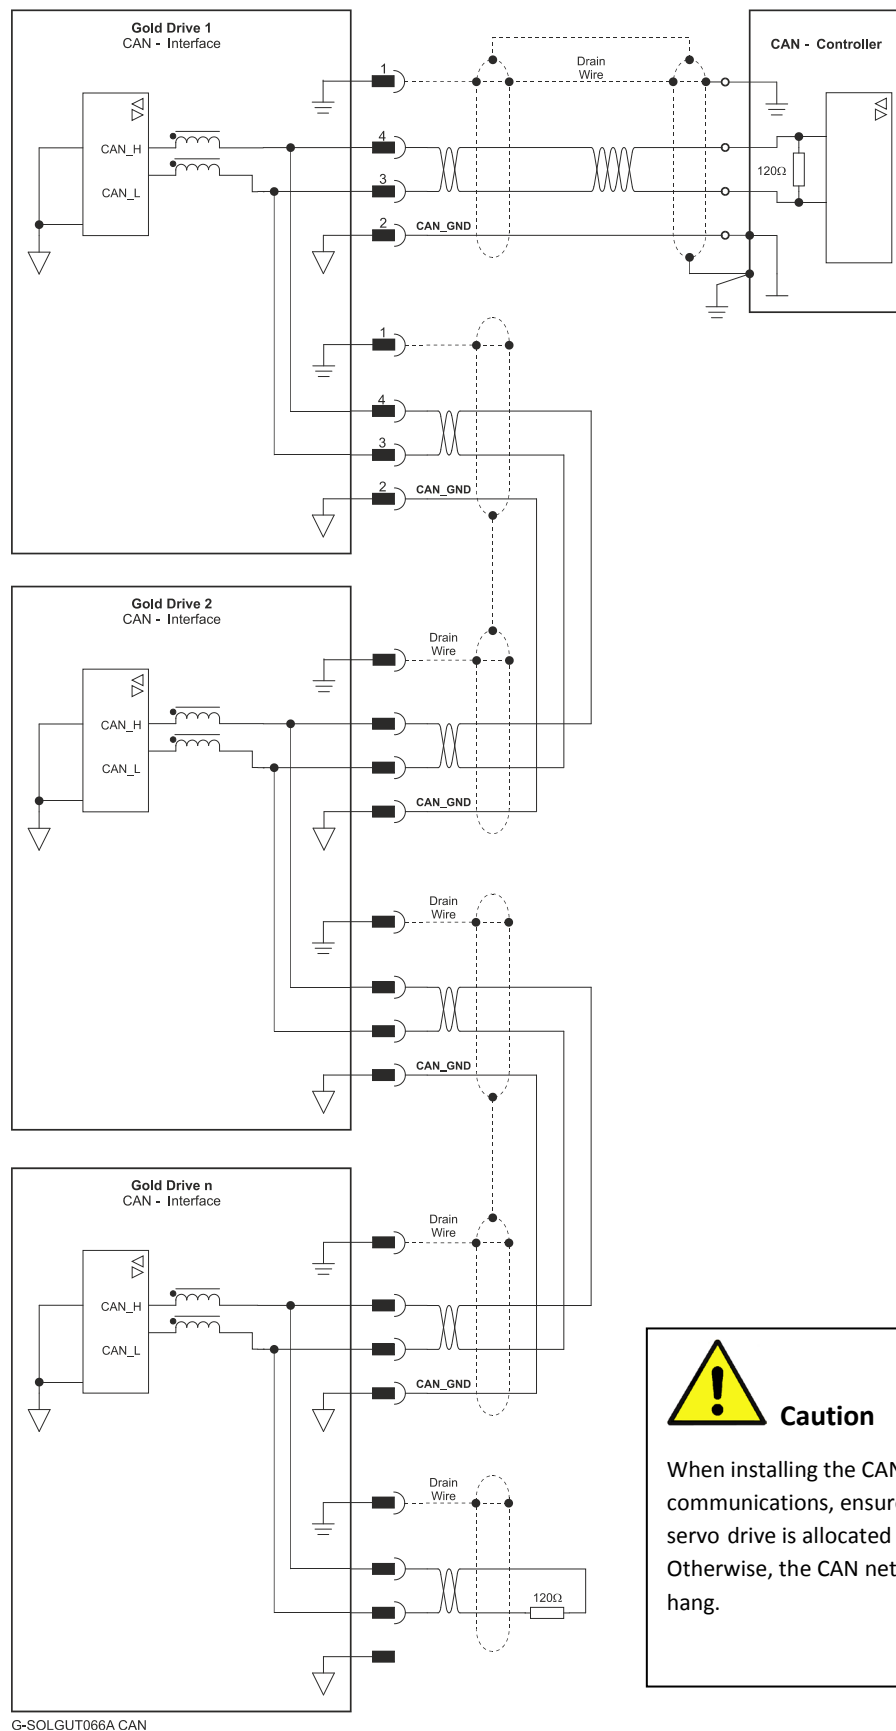 Gold Drive 1
CAN - Interface
CAN_H
CAN_L
1
4
3
2
CAN_GND
Drain
Wire
CAN - Controller
120Ω
1
4
3
2
CAN_GND
Gold Drive 2
CAN - Interface
CAN_H
CAN_L
Drain
Wire
CAN_GND
Drain
Wire
CAN_GND
Gold Drive n
CAN - Interface
CAN_H
CAN_L
Drain
Wire
CAN_GND
Drain
Wire
120Ω
Caution
When installing the CAN
communications, ensure
servo drive is allocated
Otherwise, the CAN net
hang.
G-SOLGUT066A CAN